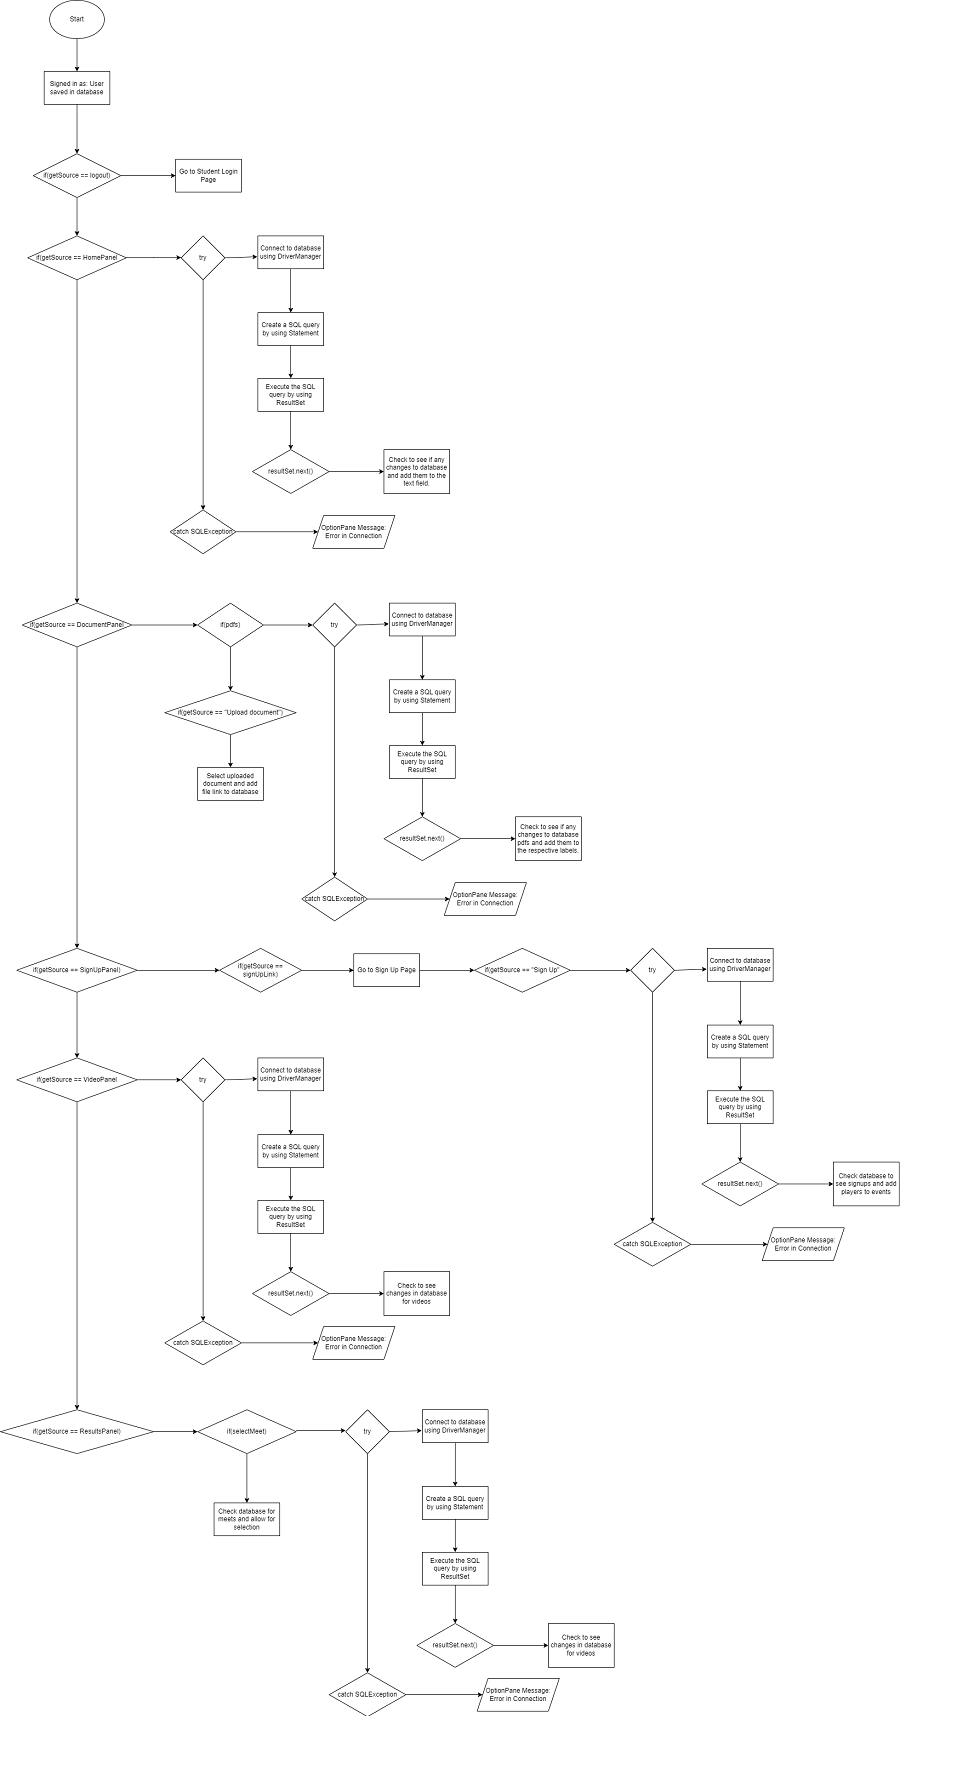 Start
Signed in as: User
saved in database
if(getSource == logout)
Go to Student Login
Page
if(getSource == HomePanel
try
Connect to database
using DriverManager
Create a SQL query
by using Statement
Execute the SQL
query by using
ResultSet
resultSet.next()
Check to see if any
changes to database
and add them to the
text field.
catch SQLException
OptionPane Message:
Error in Connection
if(getSource == DocumentPanel
if(pdfs)
try
Connect to database
using DriverManager
if(getSource == "Upload document")
Select uploaded
document and add
file link to database
Create a SQL query
by using Statement
Execute the SQL
query by using
ResultSet
resultSet.next()
Check to see if any
changes to database
pdfs and add them to
the respective labels.
catch SQLException
OptionPane Message:
Error in Connection
if(getSource == SignUpPanel)
if(getSource ==
signUpLink)
Go to Sign Up Page
if(getSource == "Sign Up"
try
Connect to database
using DriverManager
Create a SQL query
by using Statement
Execute the SQL
query by using
ResultSet
resultSet.next()
Check database to
see signups and add
players to events
catch SQLException
OptionPane Message:
Error in Connection
if(getSource == VideoPanel
try
Connect to database
using DriverManager
Create a SQL query
by using Statement
Execute the SQL
query by using
ResultSet
resultSet.next()
Check to see
changes in database
for videos
catch SQLException
OptionPane Message:
Error in Connection
if(getSource == ResultsPanel)
if(selectMeet)
try
Connect to database
using DriverManager
Check database for
meets and allow for
selection
Create a SQL query
by using Statement
Execute the SQL
query by using
ResultSet
resultSet.next()
Check to see
changes in database
for videos
catch SQLException
OptionPane Message:
Error in Connection